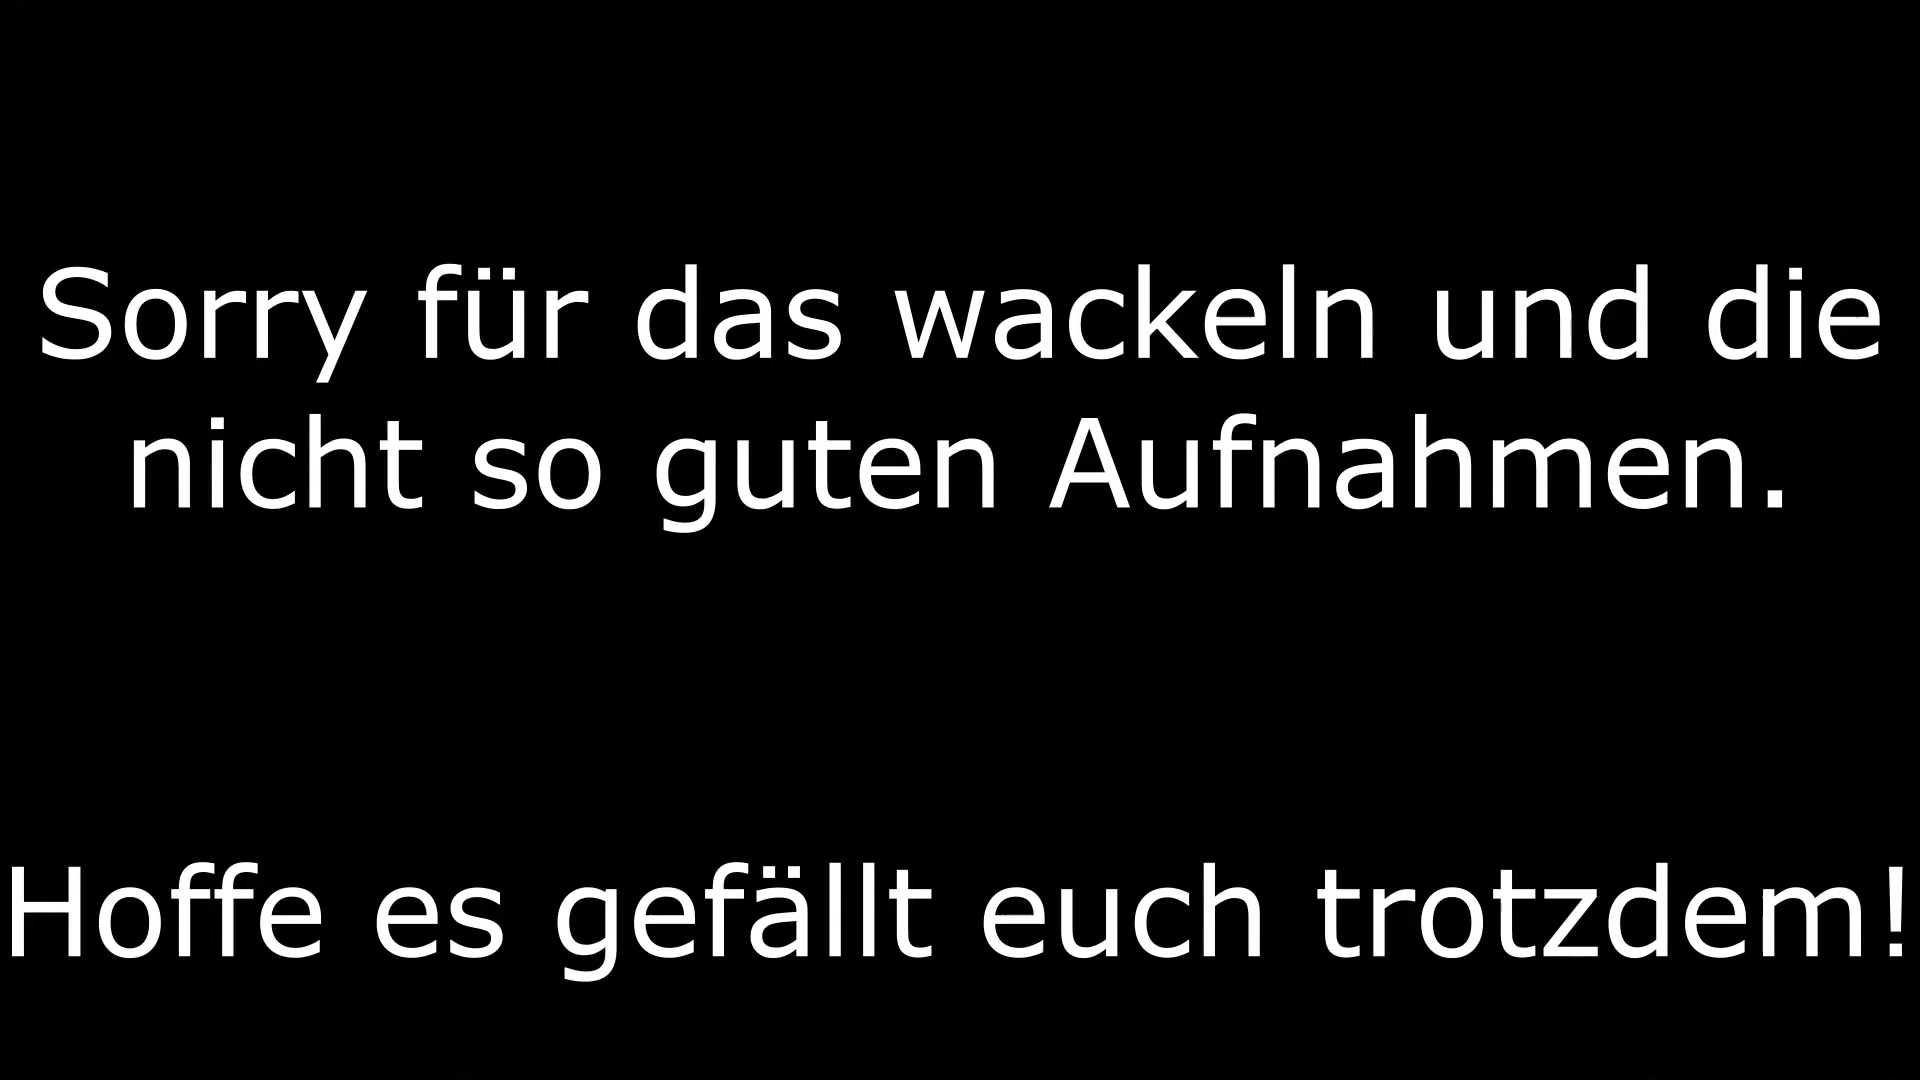 Sorry für das wackeln und die
nicht so guten Aufnahmen.
Hoffe es gefällt euch trotzdem!